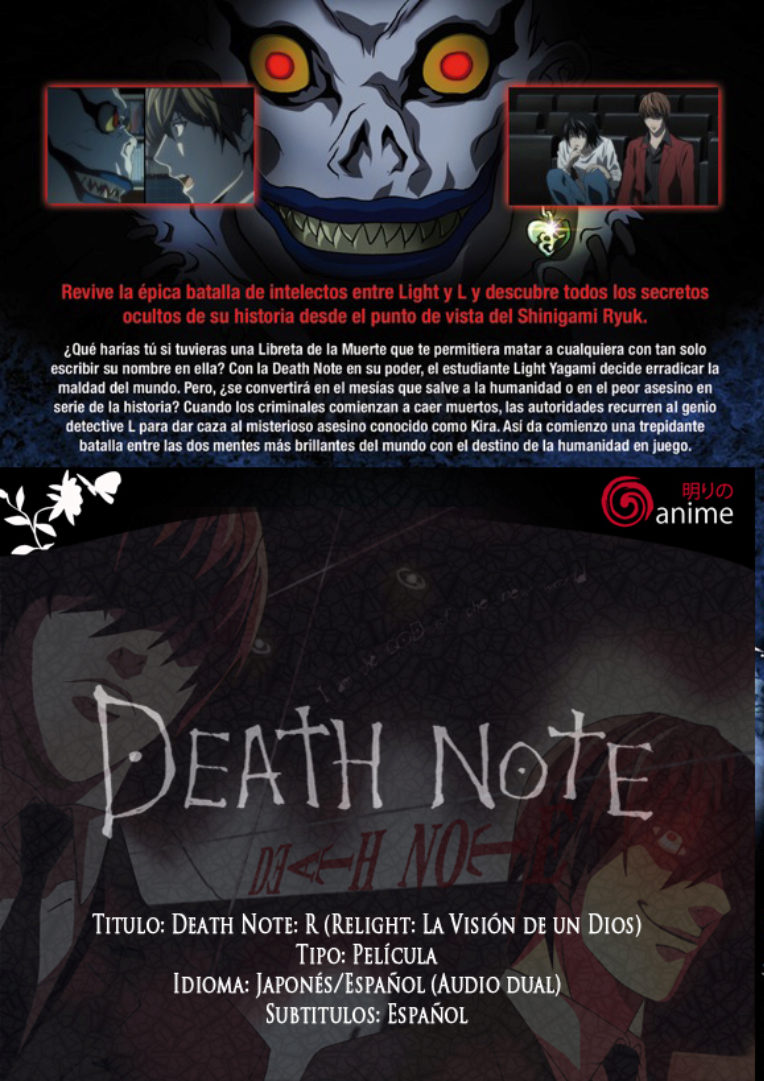 Revive la épica batalla de intelectos entre Light y L y descubre todos los secretos
ocultos de su historia desde el punto de vista del Shinigami Ryuk.
¿Qué harías tú si tuvieras una Libreta de la Muerte que te permitiera matar a cualquiera con tan solo
escribir su nombre en ella? Con la Death Note en su poder, el estudiante Light Yagami decide erradicar la
maldad del mundo. Pero, ¿se convertirá en el mesías que salve a la humanidad o en el peor asesino en
serie de la historia? Cuando los criminales comienzan a caer muertos, las autoridades recurren al genio
detective L para dar caza al misterioso asesino conocido como Kira. Así da comienzo una trepidante
batalla entre las dos mentes más brillantes del mundo con el destino de la humanidad en juego.
明りの
anime
I am the GOD of the new world
DEATH NOTE
DEATH NOTE
TITULO: DEATH NOTE: R (RELIGHT: LA VISIÓN DE UN DIOS)
TIPO: PELÍCULA
IDIOMA: JAPONÉS/ESPAÑOL (AUDIO DUAL)
SUBTITULOS: ESPAÑOL